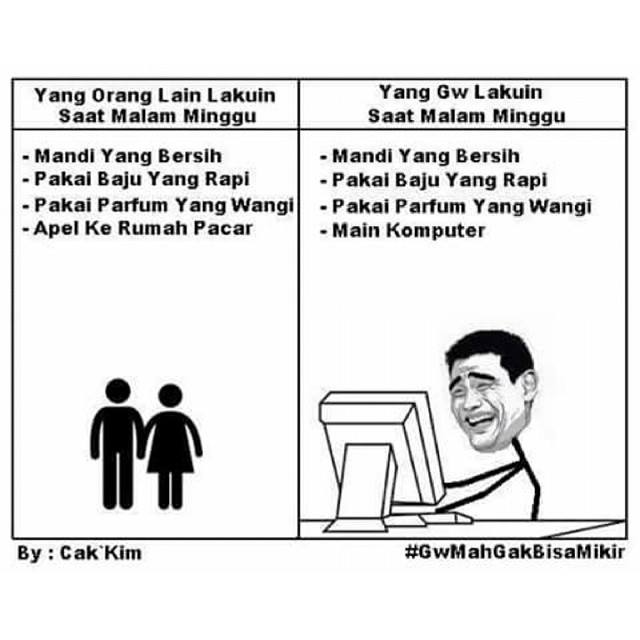 Yang Orang Lain Lakuin
Saat Malam Minggu
- Mandi Yang Bersih
- Pakai Baju Yang Rapi
- Pakai Parfum Yang Wangi
- Apel Ke Rumah Pacar
Yang Gw Lakuin
Saat Malam Minggu
- Mandi Yang Bersih
- Pakai Baju Yang Rapi
- Pakai Parfum Yang Wangi
- Main Komputer
By : Cak`Kim
#GwMahGakBisaMikir